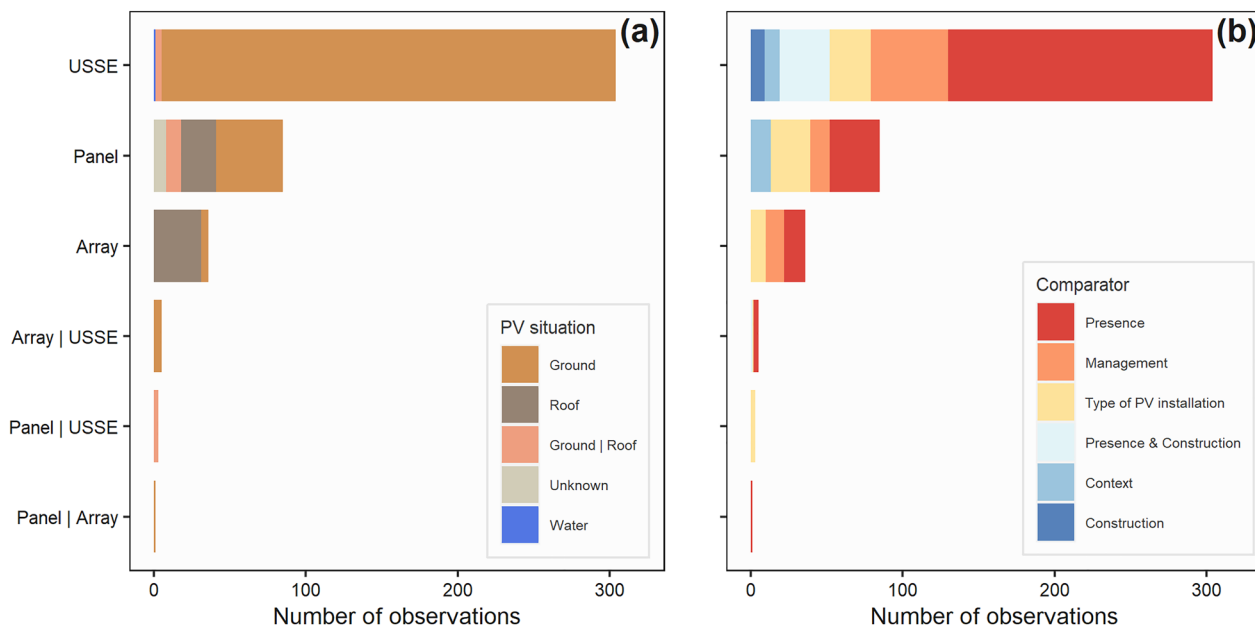 (a)
USSE
Panel
Array
Array | USSE
Panel | USSE
Panel | Array
PV situation
Ground
Roof
Ground | Roof
Unknown
Water
0
100
200
300
Number of observations
(b)
Comparator
Presence
Management
Type of PV installation
Presence & Construction
Context
Construction
0
100
200
300
Number of observations